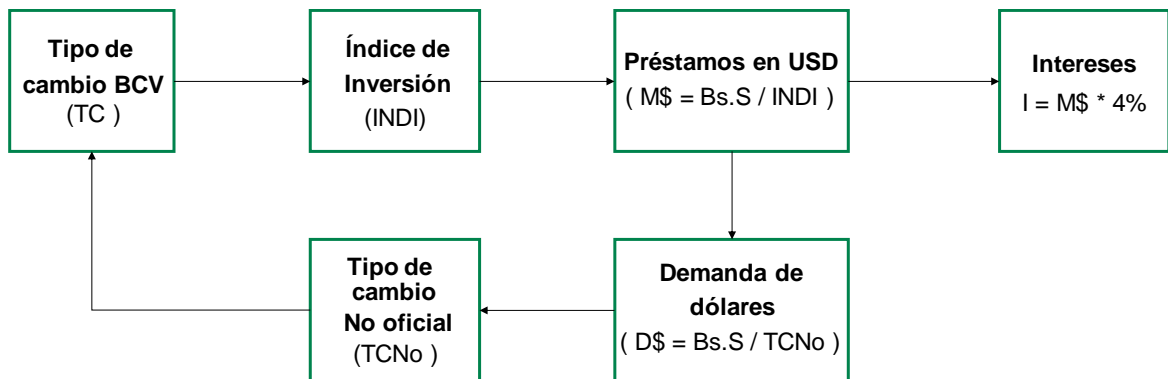 Tipo de
cambio BCV
(TC )
Índice de
Inversión
(INDI)
Préstamos en USD
( M$ = Bs.S / INDI )
Intereses
I = M$ * 4%
Tipo de
cambio
No oficial
(TCNo )
Demanda de
dólares
( D$ = Bs.S / TCNo )